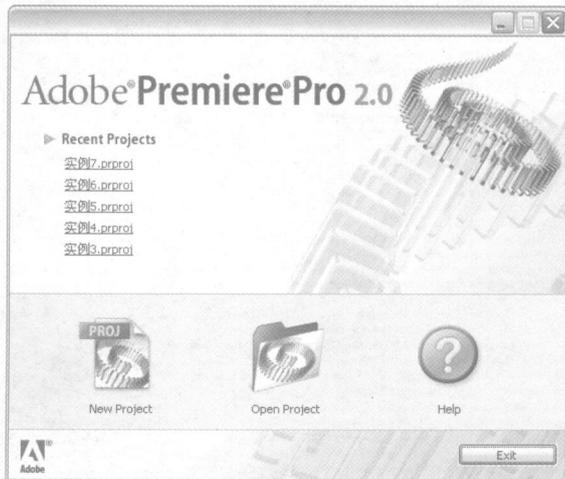 Adobe®Premiere®Pro 2.0
Recent Projects
实例7.prproj
实例6.prproj
实例5.prproj
实例4.prproj
实例3.prproj
PROJ
New Project
Open Project
?
Help
Adobe®
Exit